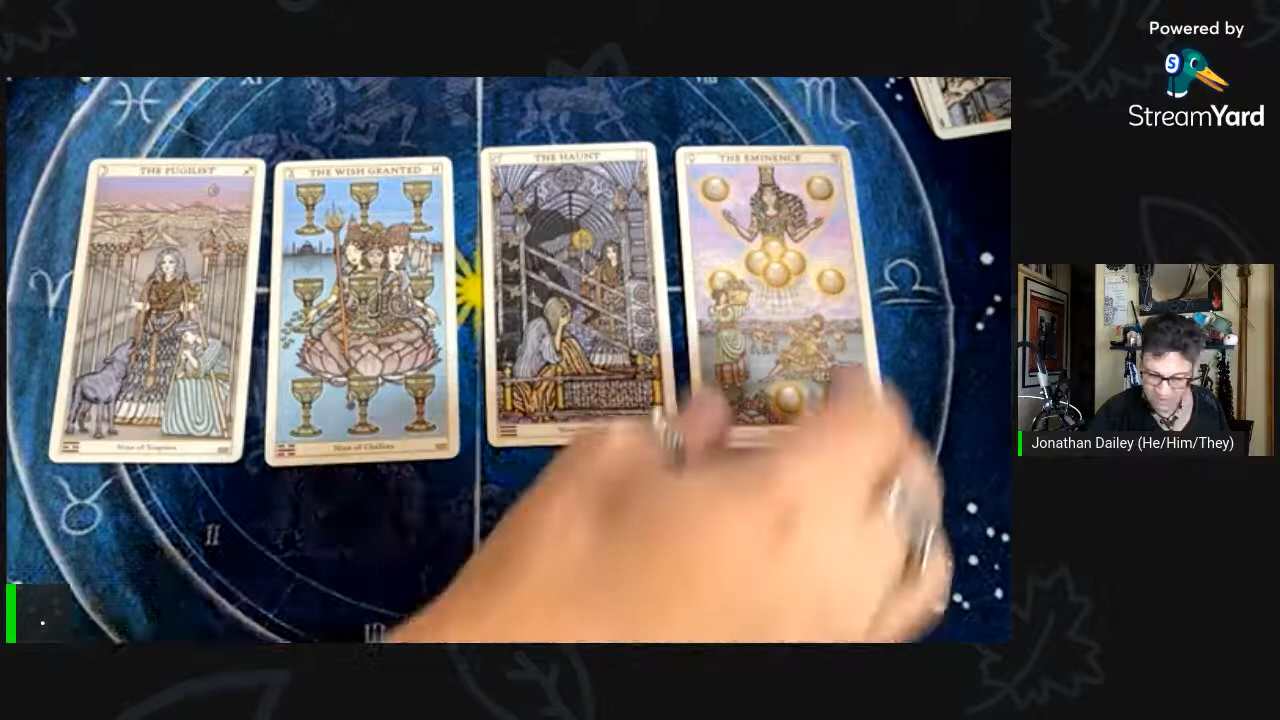 Powered by
StreamYard
THE PUGILIST
THE WISH GRANTED
THE HAUNT
THE EMINENCE
Nine of
Nine of Chalices
II
Jonathan Dailey (He/Him/They)
.